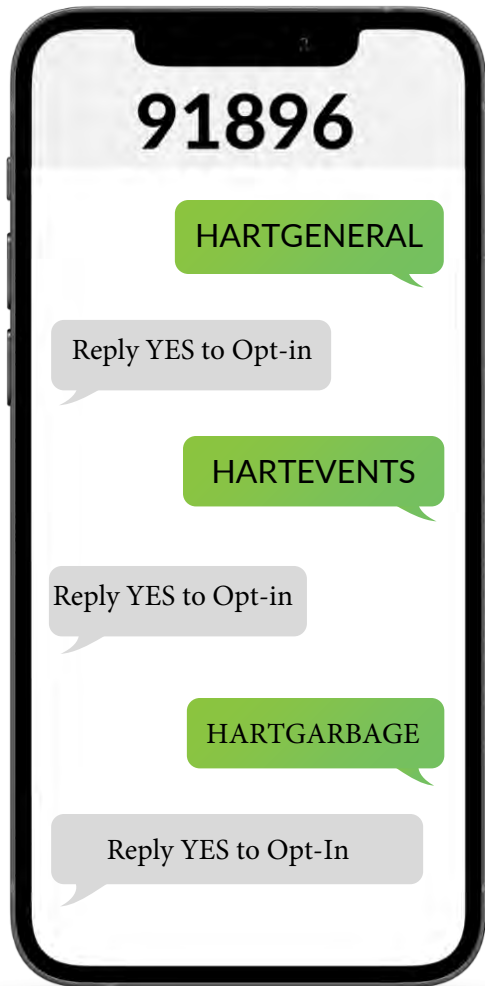 91896
HARTGENERAL
Reply YES to Opt-in
HARTEVENTS
Reply YES to Opt-in
HARTGARBAGE
Reply YES to Opt-In